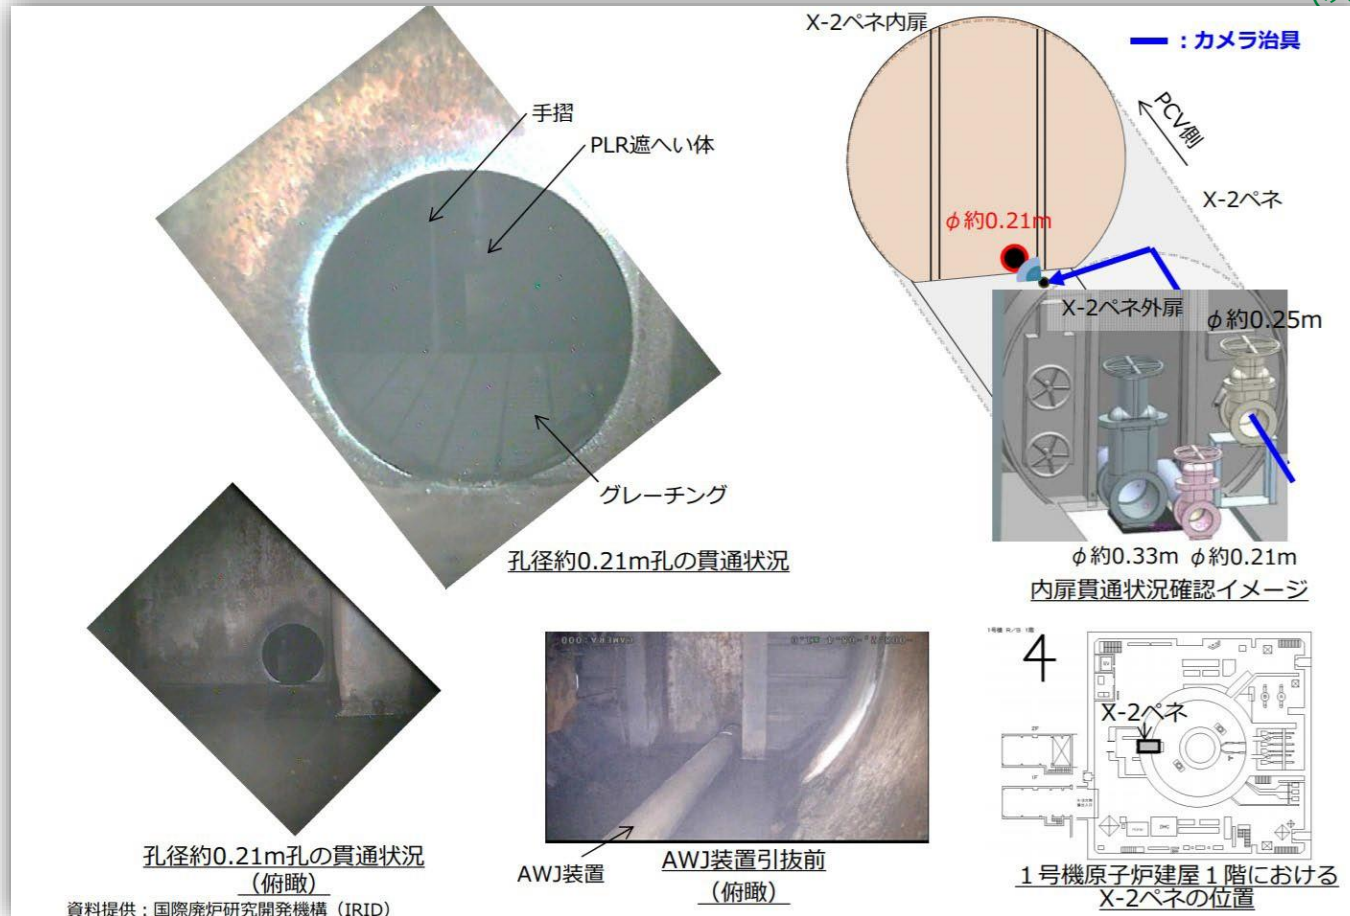 手摺
PLR遮へい体
グレーチング
孔径約0.21m孔の貫通状況
X-2ペネ内扉
:カメラ治具
PCV側
X-2ペネ
φ約0.21m
X-2ペネ外扉
φ約0.25m
φ約0.33m φ約0.21m
内扉貫通状況確認イメージ
孔径約0.21m孔の貫通状況
(俯瞰)
AWJ装置
AWJ装置引抜前
(俯瞰)
1号機 R/B 1階
X-2ペネ
1号機原子炉建屋1階における
X-2ペネの位置
資料提供:国際廃炉研究開発機構(IRID)